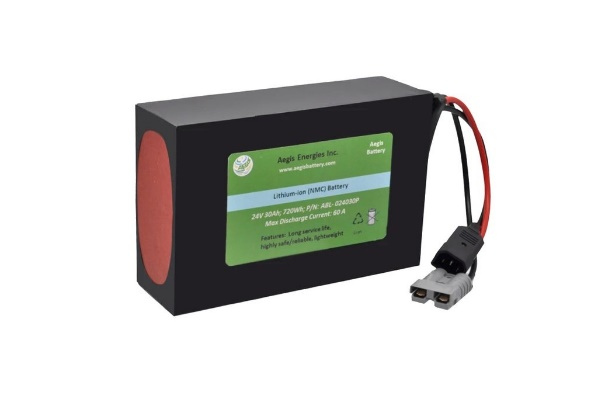 Aegis Energies Inc.
www.aegisbattery.com
Aegis
Battery
Lithium-ion (NMC) Battery
24V 30Ah; 720Wh; P/N: ABL- 024030P
Max Discharge Current: 60 A
Features: Long service life,
highly safe/reliable, lightweight